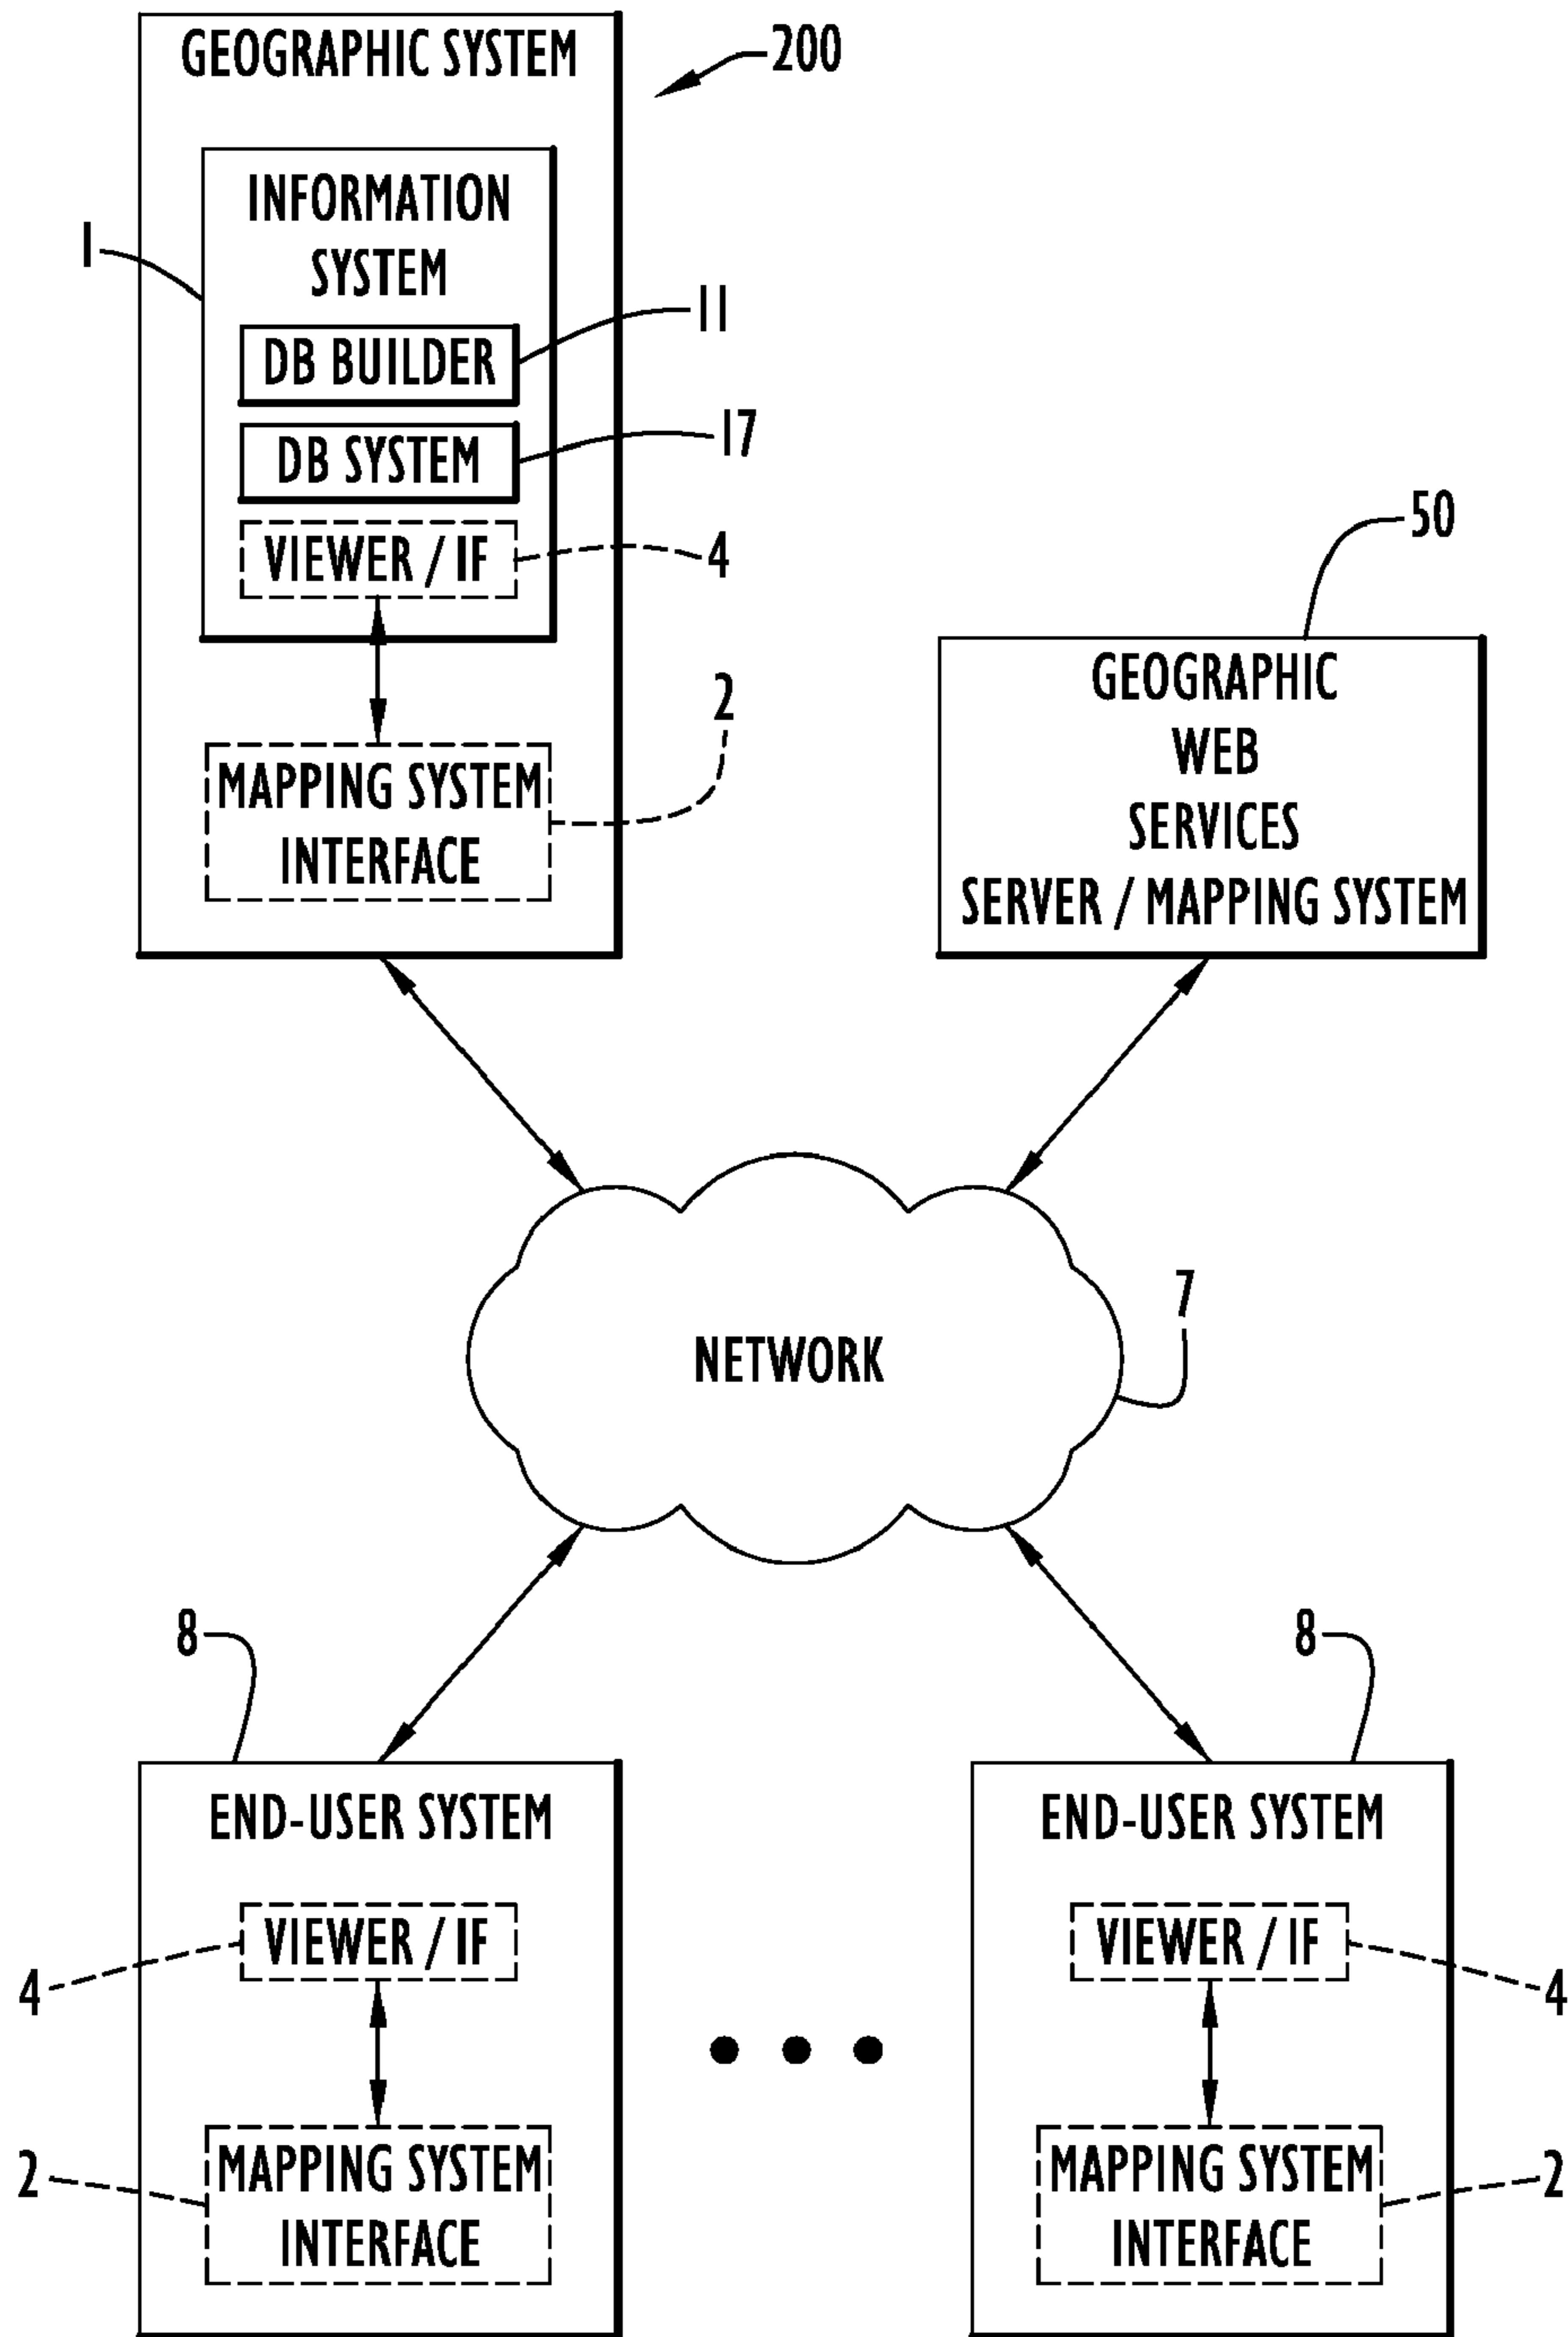 GEOGRAPHIC SYSTEM
200
INFORMATION
SYSTEM
1
DB BUILDER
11
DB SYSTEM
17
VIEWER / IF
4
MAPPING SYSTEM
INTERFACE
2
50
GEOGRAPHIC
WEB
SERVICES
SERVER / MAPPING SYSTEM
NETWORK
7
8
END-USER SYSTEM
VIEWER / IF
4
MAPPING SYSTEM
INTERFACE
2
8
END-USER SYSTEM
VIEWER / IF
4
MAPPING SYSTEM
INTERFACE
2